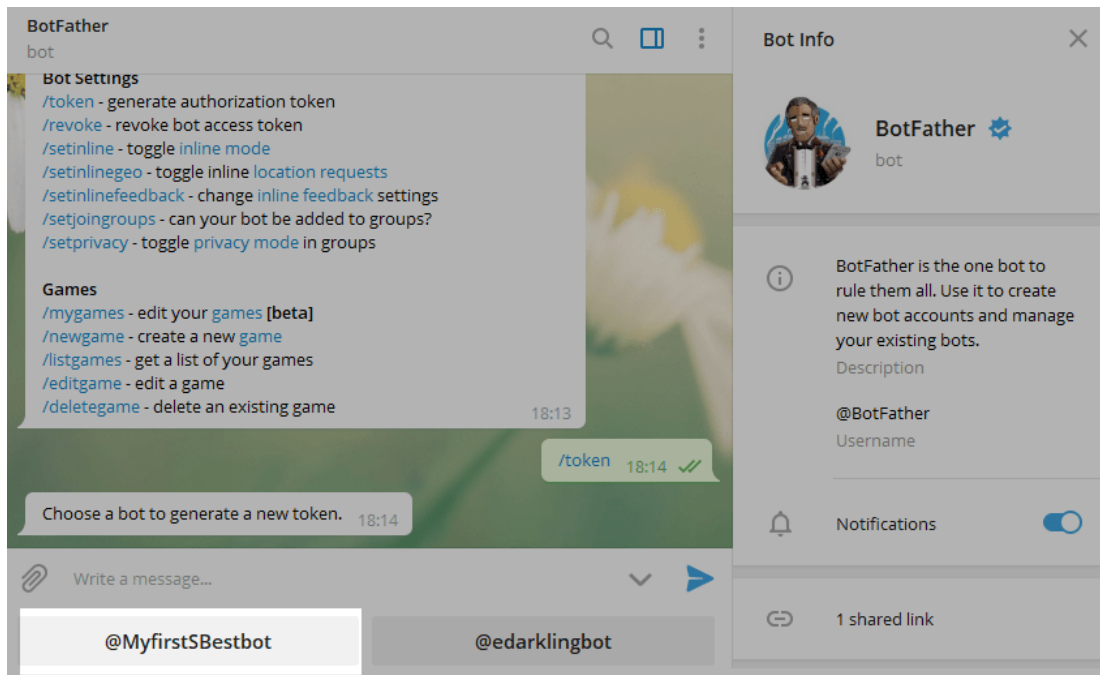 BotFather
bot
Bot Settings
/token - generate authorization token
/revoke - revoke bot access token
/setinline - toggle inline mode
/setinlinegeo - toggle inline location requests
/setinlinefeedback - change inline feedback settings
/setjoingroups - can your bot be added to groups?
/setprivacy - toggle privacy mode in groups
Games
/mygames - edit your games [beta]
/newgame - create a new game
/listgames - get a list of your games
/editgame - edit a game
/deletegame - delete an existing game
18:13
/token 18:14
Choose a bot to generate a new token. 18:14
Write a message...
@MyfirstSBestbot
@edarklingbot
Bot Info
BotFather
bot
BotFather is the one bot to
rule them all. Use it to create
new bot accounts and manage
your existing bots.
Description
@BotFather
Username
Notifications
1 shared link